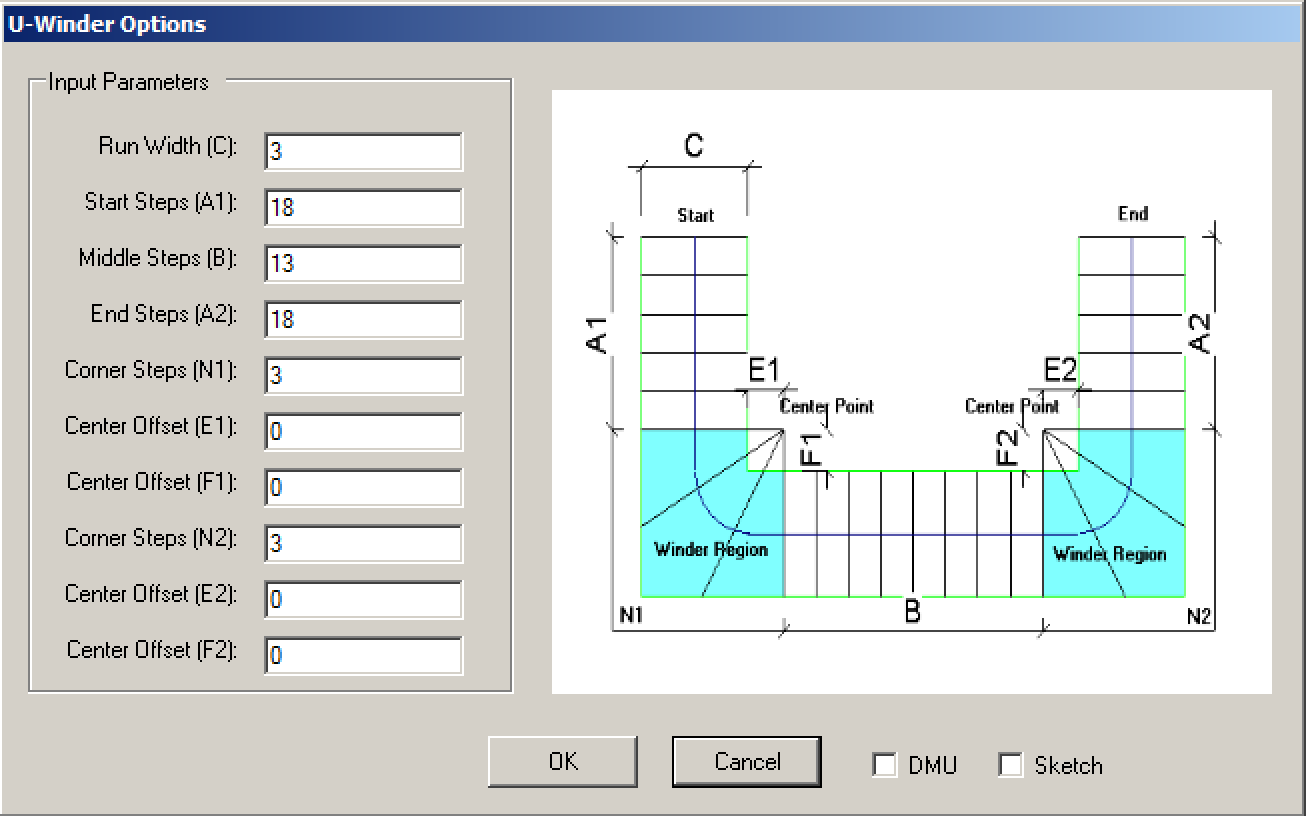 U-Winder Options
Input Parameters
Run Width (C): 3
Start Steps (A1): 18
Middle Steps (B): 13
End Steps (A2): 18
Corner Steps (N1): 3
Center Offset (E1): 0
Center Offset (F1): 0
Corner Steps (N2): 3
Center Offset (E2): 0
Center Offset (F2): 0
C
Start
End
A1
A2
E1
E2
Center Point
Center Point
F1
F2
Winder Region
Winder Region
N1
B
N2
OK
Cancel
DMU
Sketch